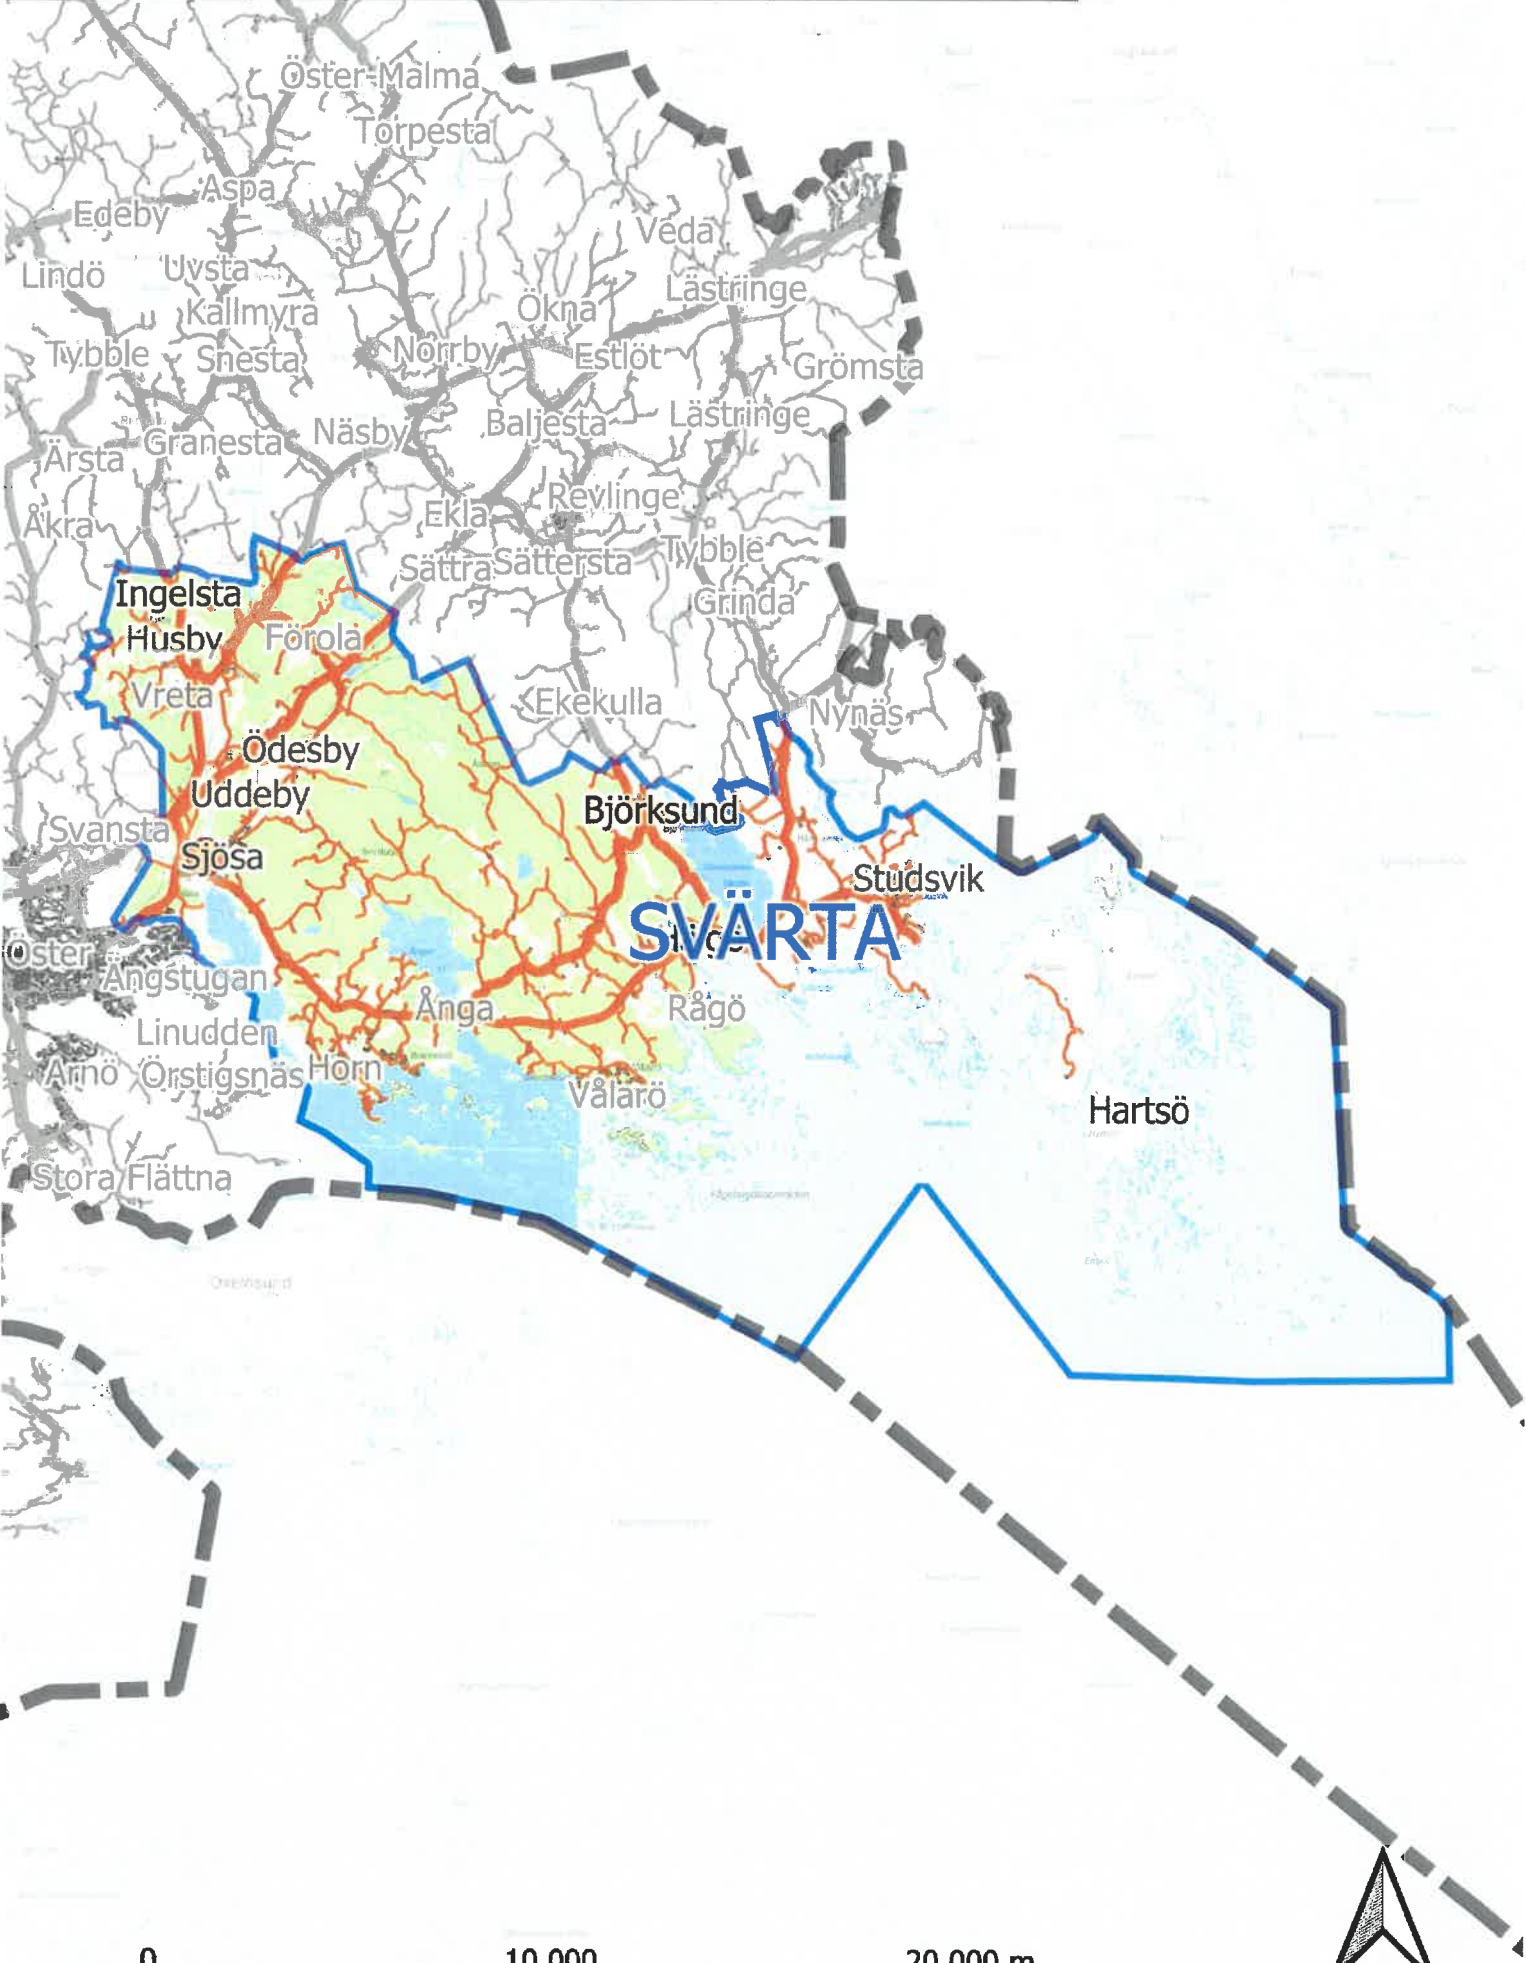 Öster-Malma
Torpesta
Aspa
Edeby
Veda
Lindö
Uvsta
Lästringe
Kallmyra
Ökna
Tybble
Snesta
Norrby
Estlöt
Grömsta
Granesta
Näsby
Baljesta
Lästringe
Ärsta
Revlinge
Ekla
Åkra
Tybble
Sättra
Sättersta
Ingelsta
Grinda
Husby
Förola
Vreta
Ekekulla
Nynäs
Ödesby
Uddeby
Björksund
Svansta
Sjösa
Studsvik
SVÄRTA
Öster
Ängstugan
Ånga
Rågö
Linudden
Arnö
Örstigsnäs
Horn
Vålarö
Hartsö
Stora Flättna
0
10 000
20 000 m